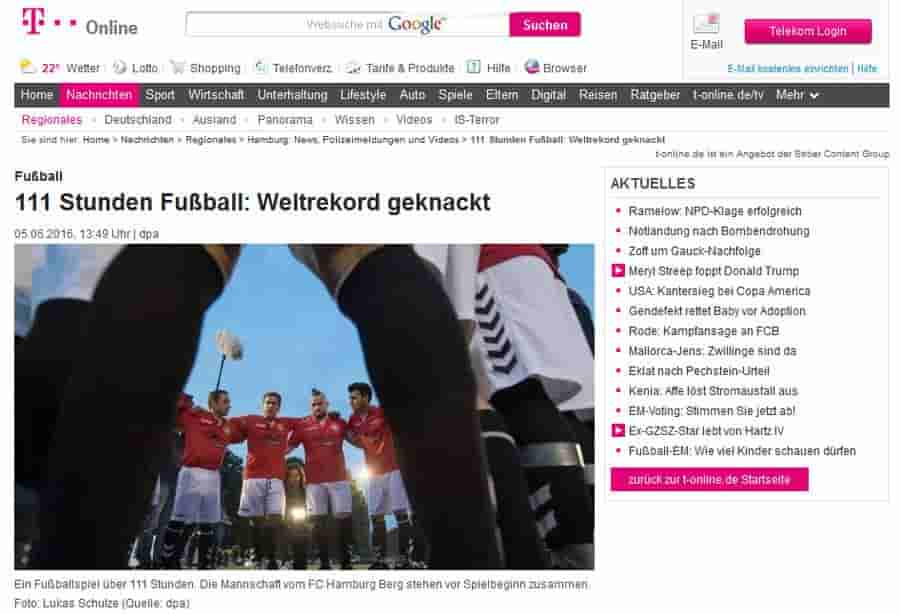 T Online
Websuche mit Google
Suchen
E-Mail
Telekom Login
E-Mail kostenlos einrichten | Hilfe
22° Wetter Lotto Shopping Telefonverz. Tarife & Produkte Hilfe Browser
Home Nachrichten Sport Wirtschaft Unterhaltung Lifestyle Auto Spiele Eltern Digital Reisen Ratgeber t-online.de/tv Mehr
Regionales Deutschland Ausland Panorama Wissen Videos IS-Terror
Sie sind hier: Home > Nachrichten > Regionales > Hamburg: News, Polizeimeldungen und Videos > 111 Stunden Fußball: Weltrekord geknackt
t-online.de ist ein Angebot der Ströer Content Group
Fußball
111 Stunden Fußball: Weltrekord geknackt
05.06.2016, 13:49 Uhr | dpa
Ein Fußballspiel über 111 Stunden. Die Mannschaft vom FC Hamburg Berg stehen vor Spielbeginn zusammen.
Foto: Lukas Schulze (Quelle: dpa)
AKTUELLES
Ramelow: NPD-Klage erfolgreich
Notlandung nach Bombendrohung
Zoff um Gauck-Nachfolge
Meryl Streep foppt Donald Trump
USA: Kantersieg bei Copa America
Gendefekt rettet Baby vor Adoption
Rode: Kampfansage an FCB
Mallorca-Jens: Zwillinge sind da
Eklat nach Pechstein-Urteil
Kenia: Affe löst Stromausfall aus
EM-Voting: Stimmen Sie jetzt ab!
Ex-GZSZ-Star lebt von Hartz IV
Fußball-EM: Wie viel Kinder schauen dürfen
zurück zur t-online.de Startseite